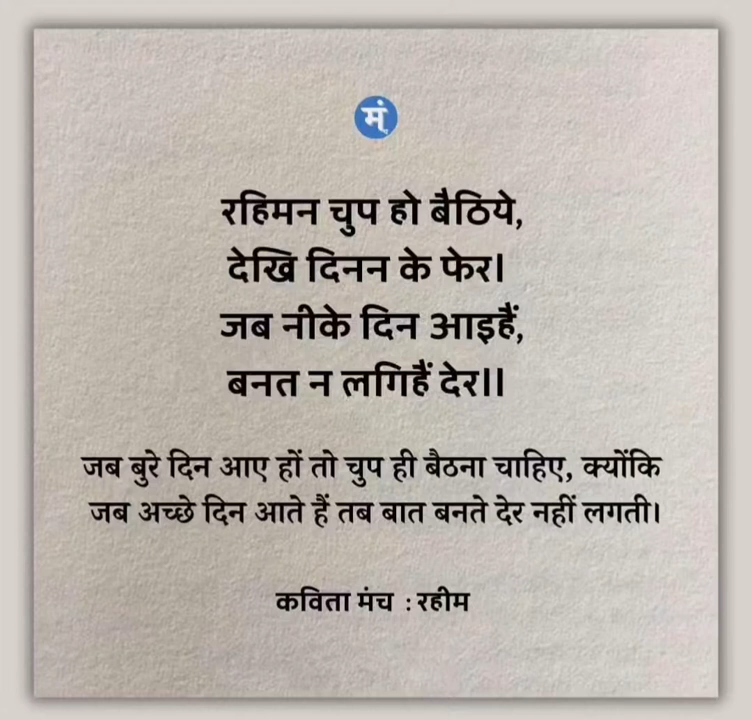 मं
रहिमन चुप हो बैठिये,
देखि दिनन के फेर।
जब नीके दिन आइहैं,
बनत न लगिहैं देर।।
जब बुरे दिन आए हों तो चुप ही बैठना चाहिए, क्योंकि
जब अच्छे दिन आते हैं तब बात बनते देर नहीं लगती।
कविता मंच : रहीम